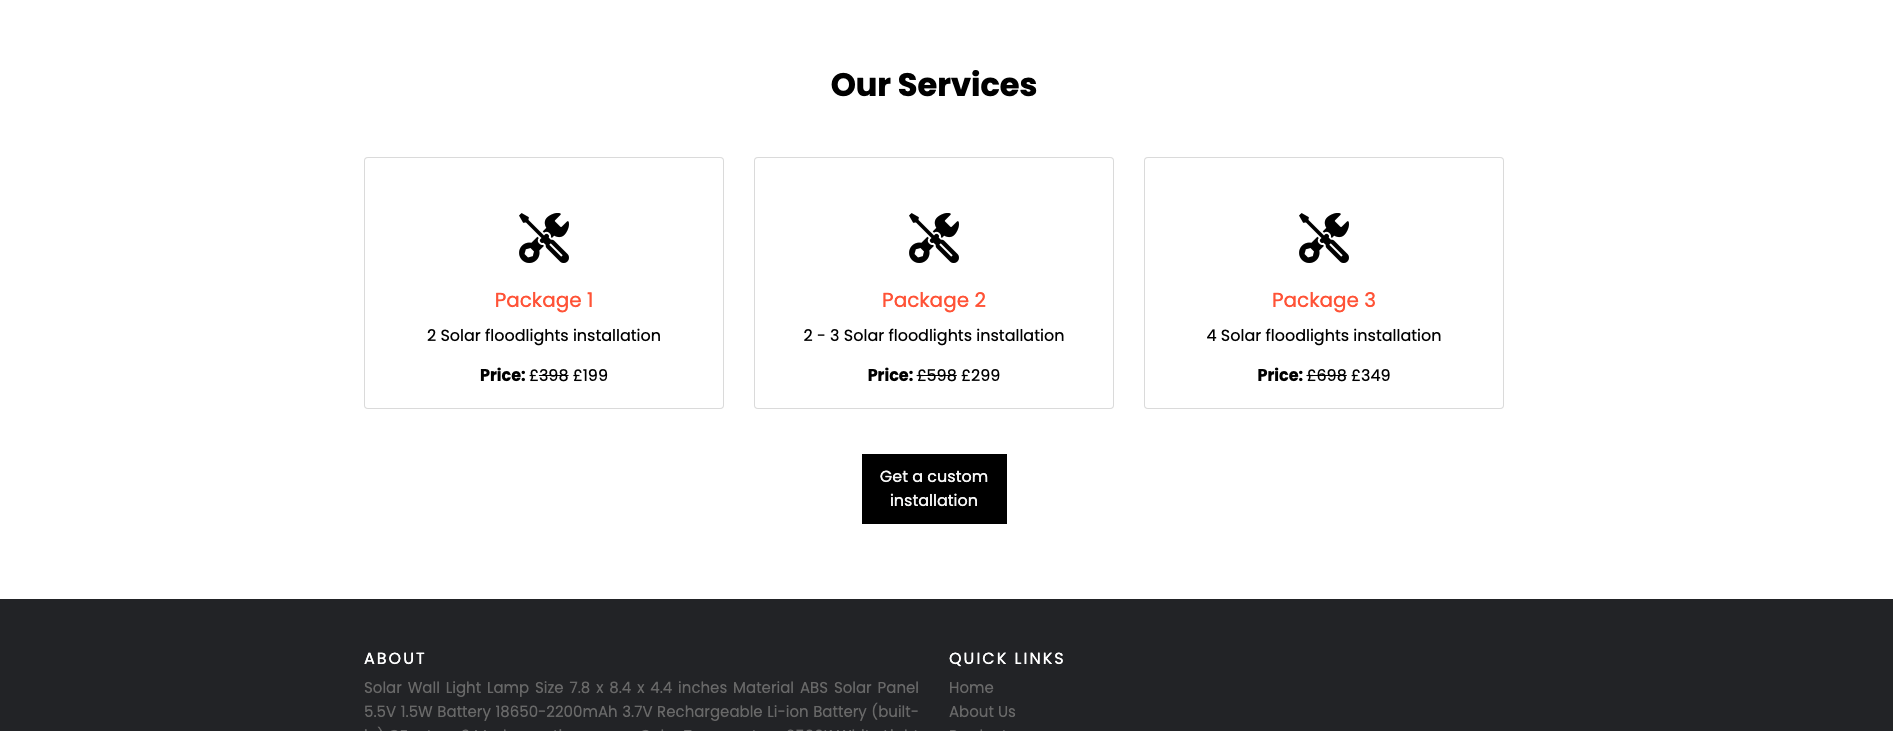 Our Services
Package 1
2 Solar floodlights installation
Price: £398 £199
Package 2
2 - 3 Solar floodlights installation
Price: £598 £299
Package 3
4 Solar floodlights installation
Price: £698 £349
Get a custom
installation
ABOUT
Solar Wall Light Lamp Size 7.8 x 8.4 x 4.4 inches Material ABS Solar Panel
5.5V 1.5W Battery 18650-2200mAh 3.7V Rechargeable Li-ion Battery (built-
QUICK LINKS
Home
About Us